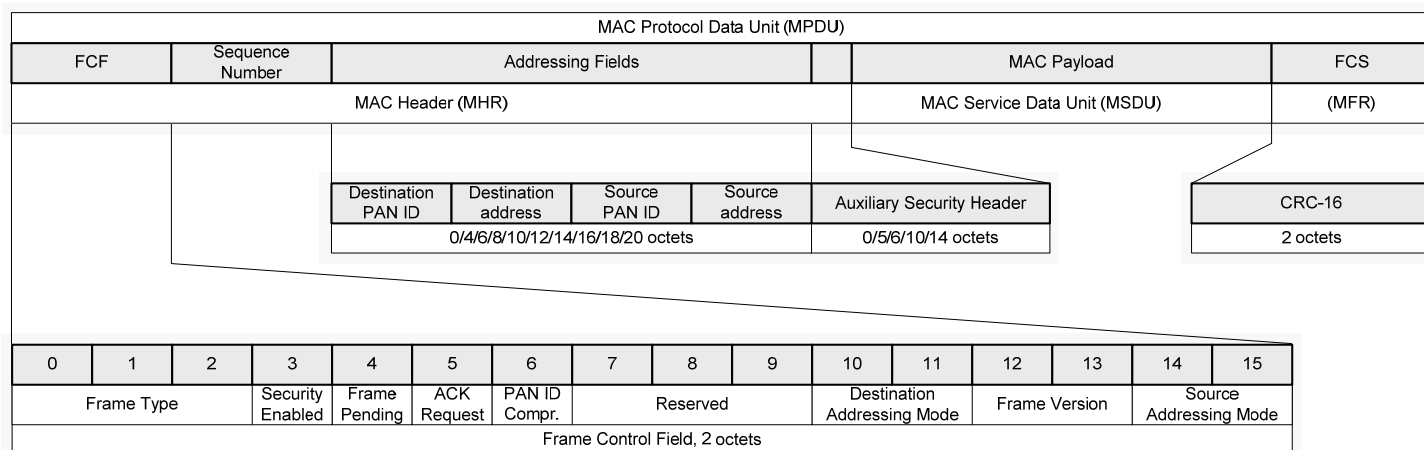 MAC Protocol Data Unit (MPDU)
FCF
Sequence
Number
Addressing Fields
MAC Payload
FCS
MAC Header (MHR)
MAC Service Data Unit (MSDU)
(MFR)
Destination
PAN ID
Destination
address
Source
PAN ID
Source
address
Auxiliary Security Header
CRC-16
0/4/6/8/10/12/14/16/18/20 octets
0/5/6/10/14 octets
2 octets
0 1 2 3 4 5 6 7 8 9 10 11 12 13 14 15
Frame Type
Security
Enabled
Frame
Pending
ACK
Request
PAN ID
Compr.
Reserved
Destination
Addressing Mode
Frame Version
Source
Addressing Mode
Frame Control Field, 2 octets